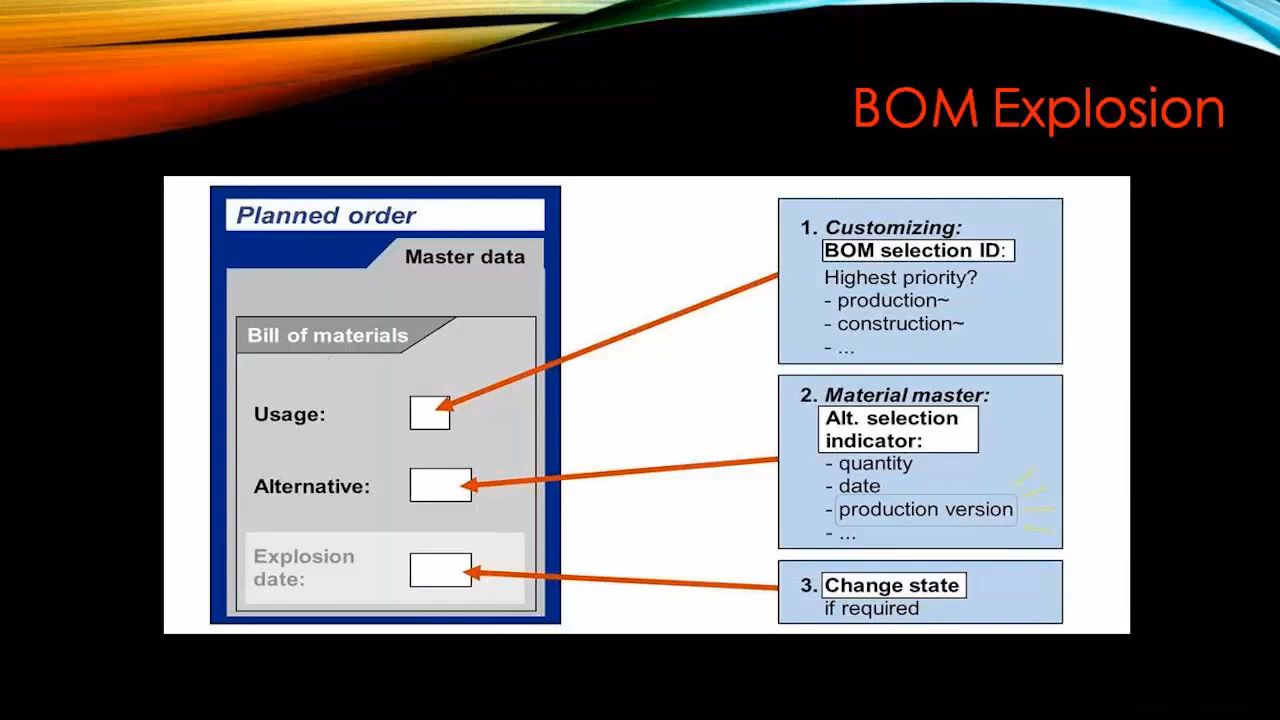 BOM Explosion
Planned order
Master data
Bill of materials
Usage:
Alternative:
Explosion
date:
1. Customizing:
BOM selection ID:
Highest priority?
- production~
- construction~
- ...
2. Material master:
Alt. selection
indicator:
- quantity
- date
- production version
- ...
3. Change state
if required